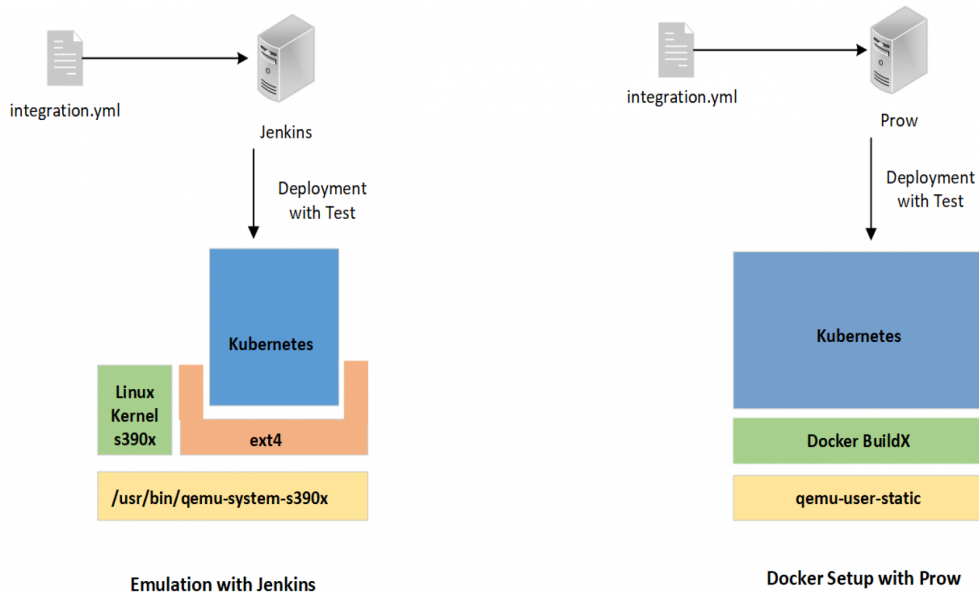 integration.yml
Jenkins
Deployment
with Test
Kubernetes
Linux
Kernel
s390x
ext4
/usr/bin/qemu-system-s390x
Emulation with Jenkins
integration.yml
Prow
Deployment
with Test
Kubernetes
Docker BuildX
qemu-user-static
Docker Setup with Prow